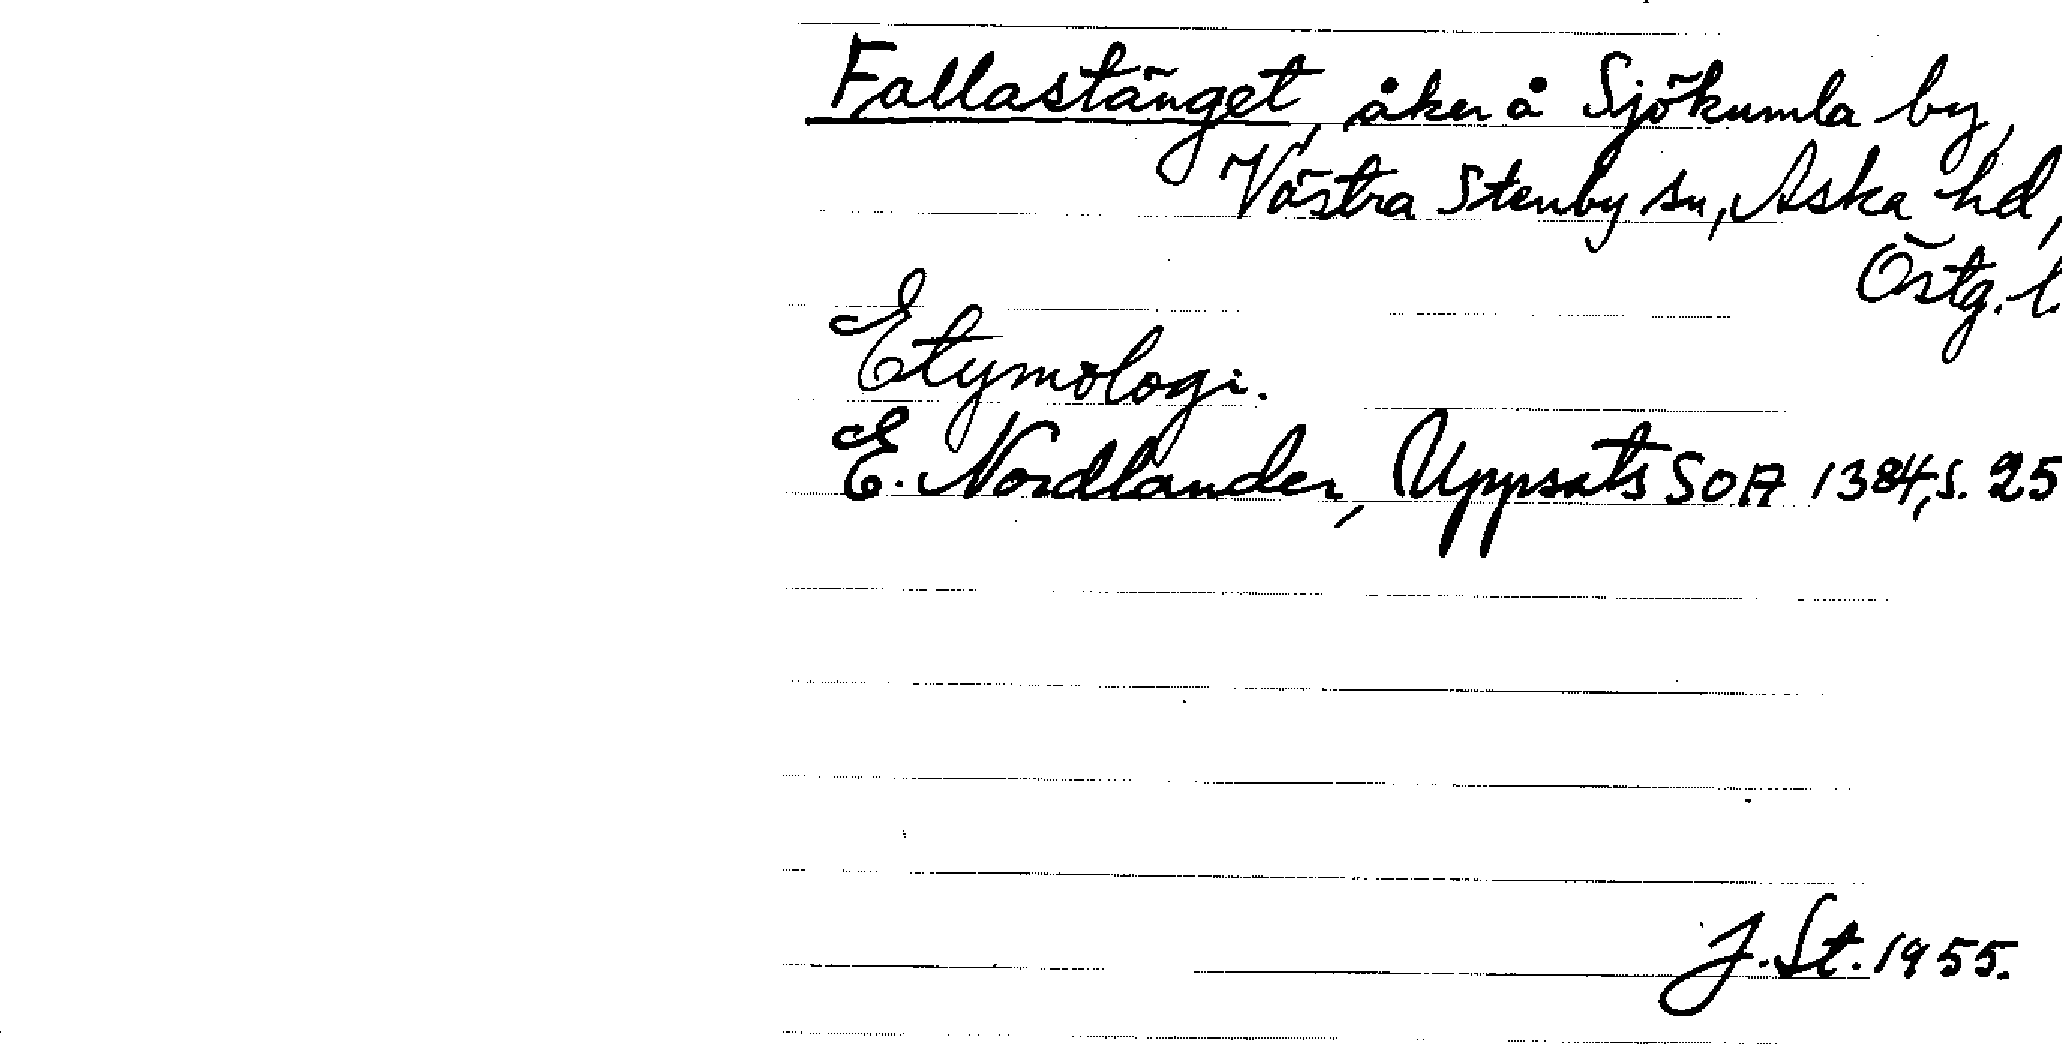 Fallastänget, åker å Sjökumla by,
Västra Stenby sn, Aska hd,
Östg. l.
Etymologi.
E. Nordlander, Uppsats SOA 1384, s. 25
J. St. 1955.